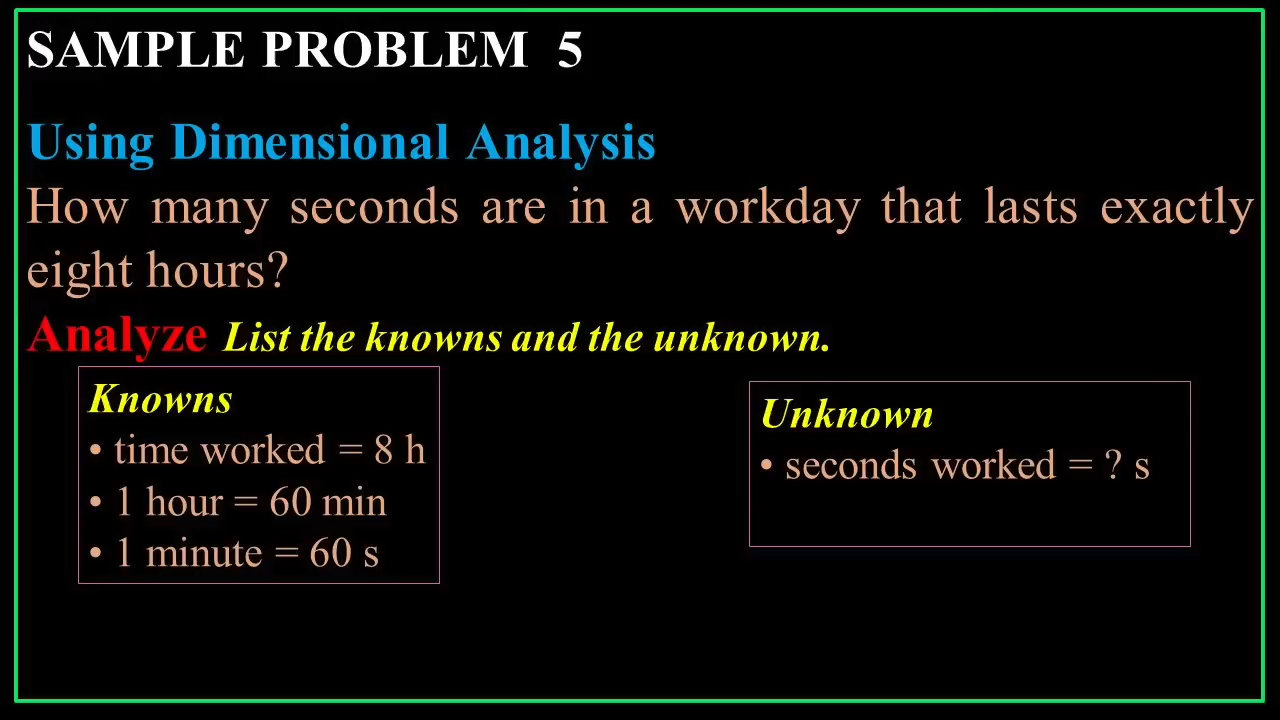 SAMPLE PROBLEM 5
Using Dimensional Analysis
How many seconds are in a workday that lasts exactly
eight hours?
Analyze List the knowns and the unknown.
Knowns
• time worked = 8 h
• 1 hour = 60 min
• 1 minute = 60 s
Unknown
• seconds worked = ? s